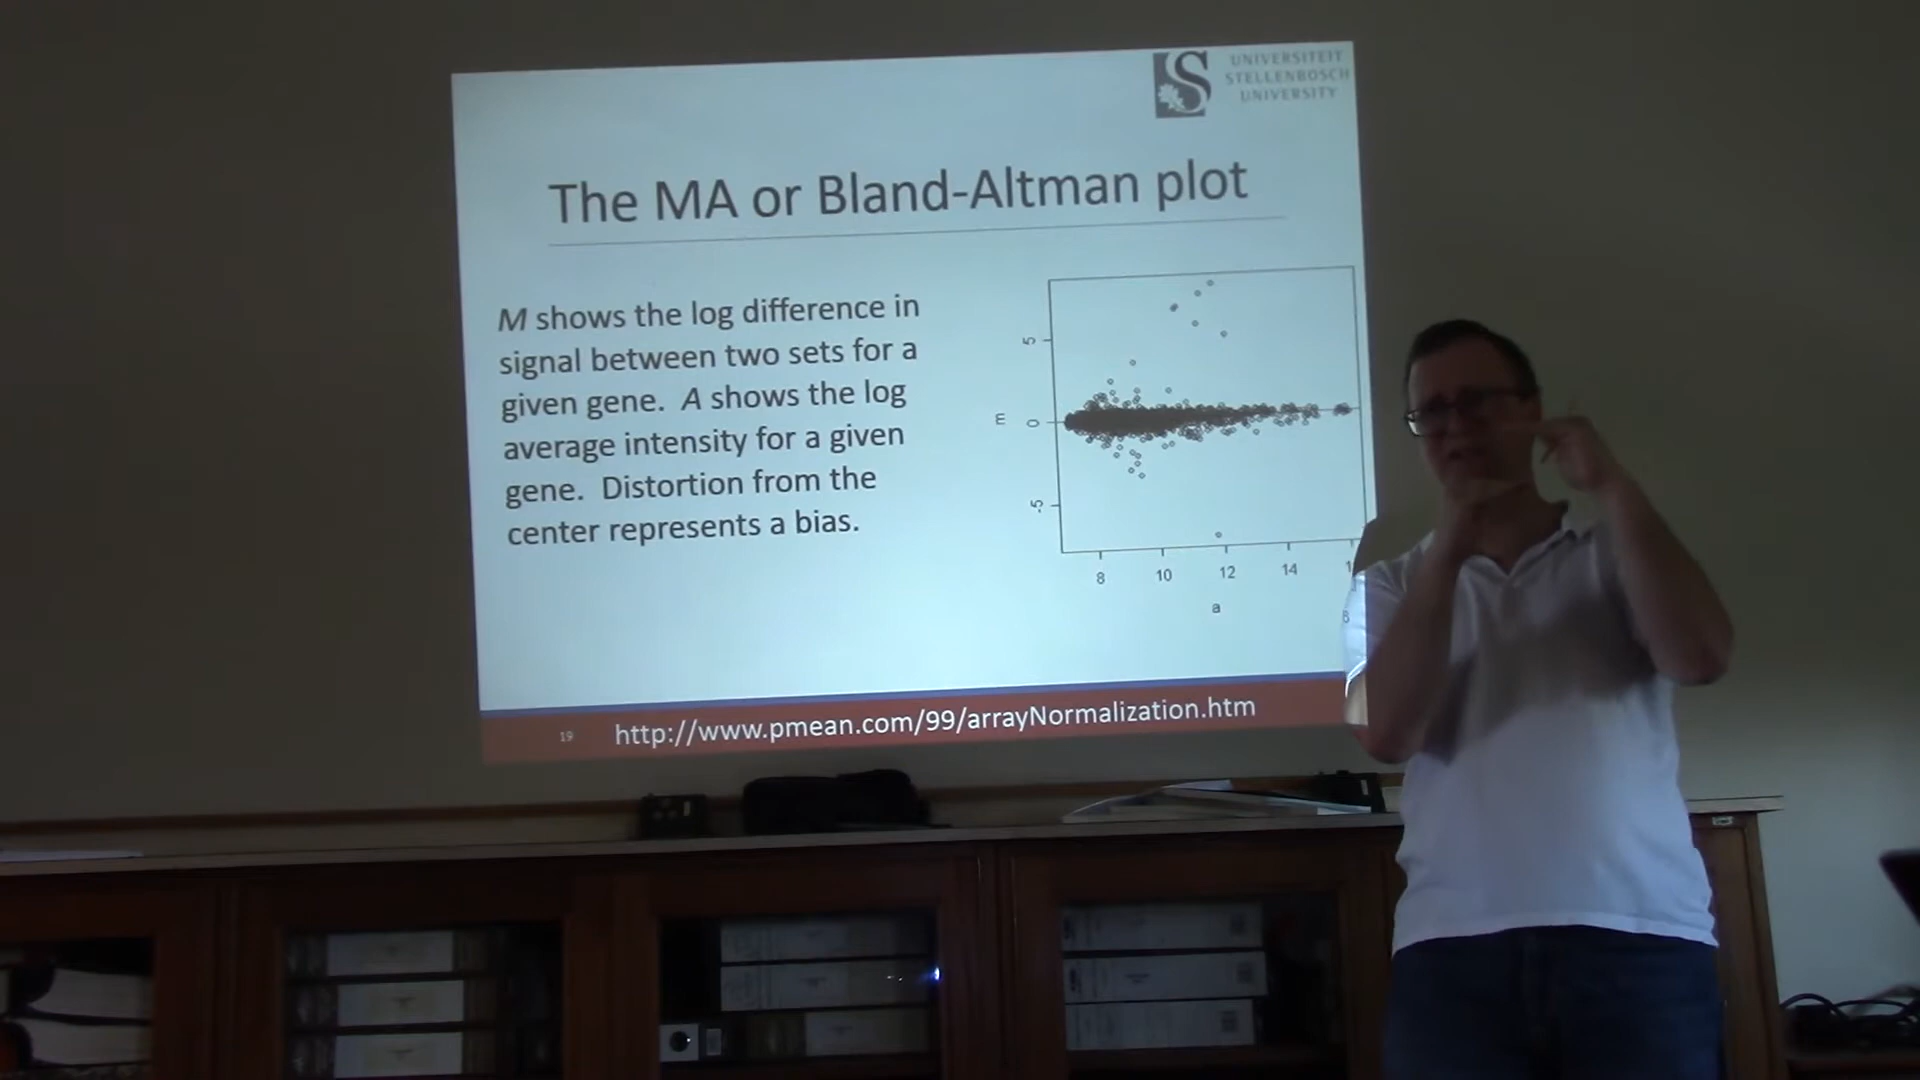 UNIVERSITEIT
STELLENBOSCH
UNIVERSITY
The MA or Bland-Altman plot
M shows the log difference in
signal between two sets for a
given gene. A shows the log
average intensity for a given
gene. Distortion from the
center represents a bias.
5
m
0
-5
8 10 12 14
a
19 http://www.pmean.com/99/arrayNormalization.htm